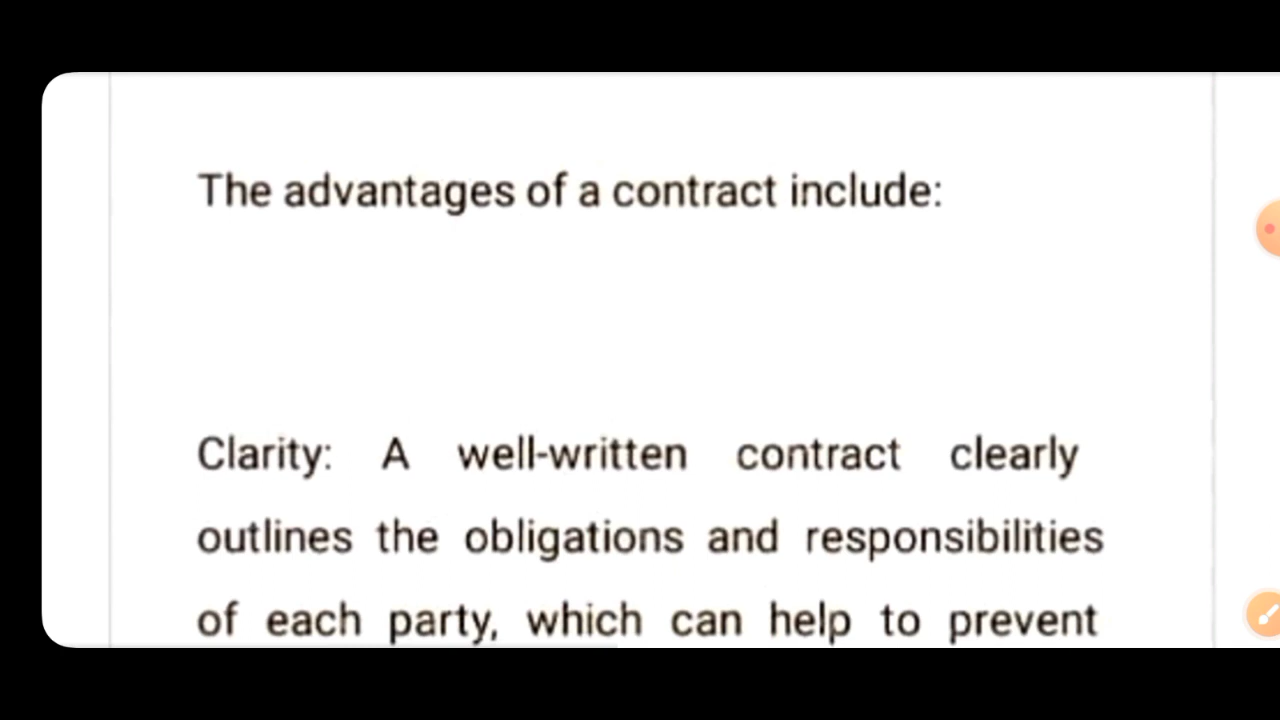 The advantages of a contract include:
Clarity: A well-written contract clearly
outlines the obligations and responsibilities
of each party, which can help to prevent